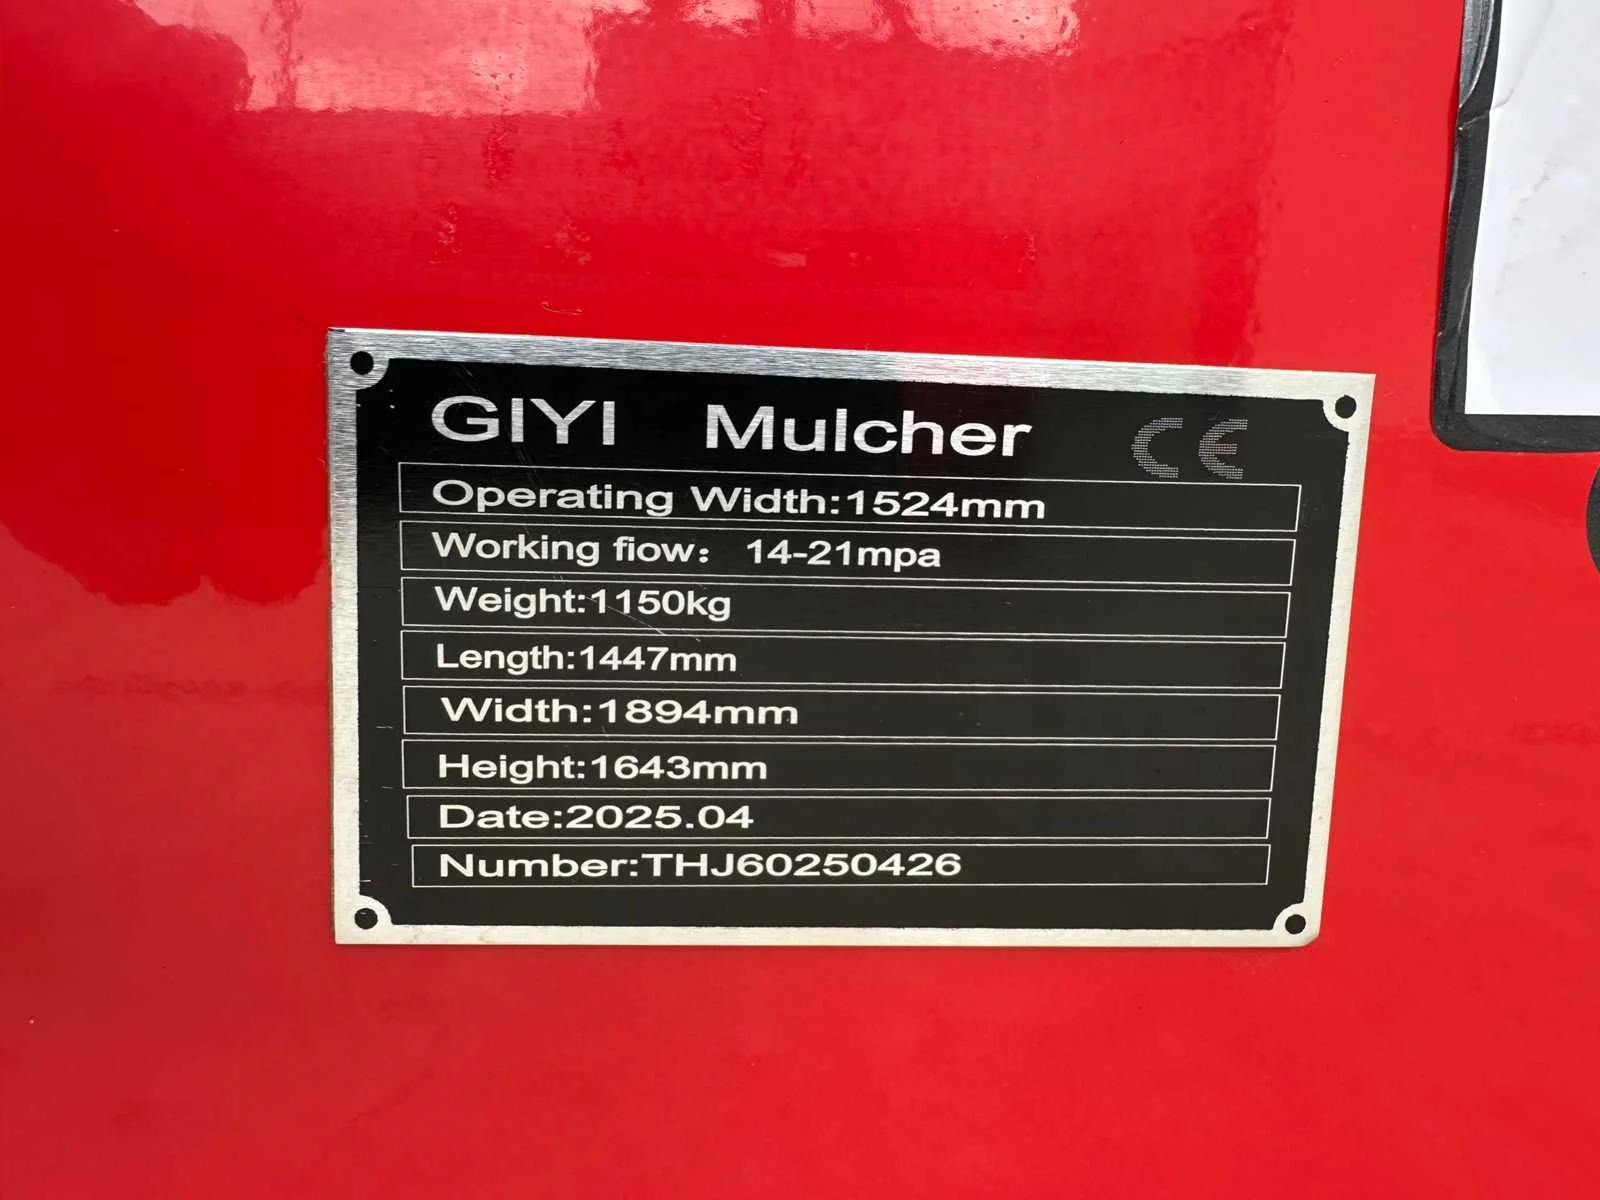 GIYI Mulcher CE
Operating Width:1524mm
Working fiow: 14-21mpa
Weight:1150kg
Length:1447mm
Width:1894mm
Height:1643mm
Date:2025.04
Number:THJ60250426